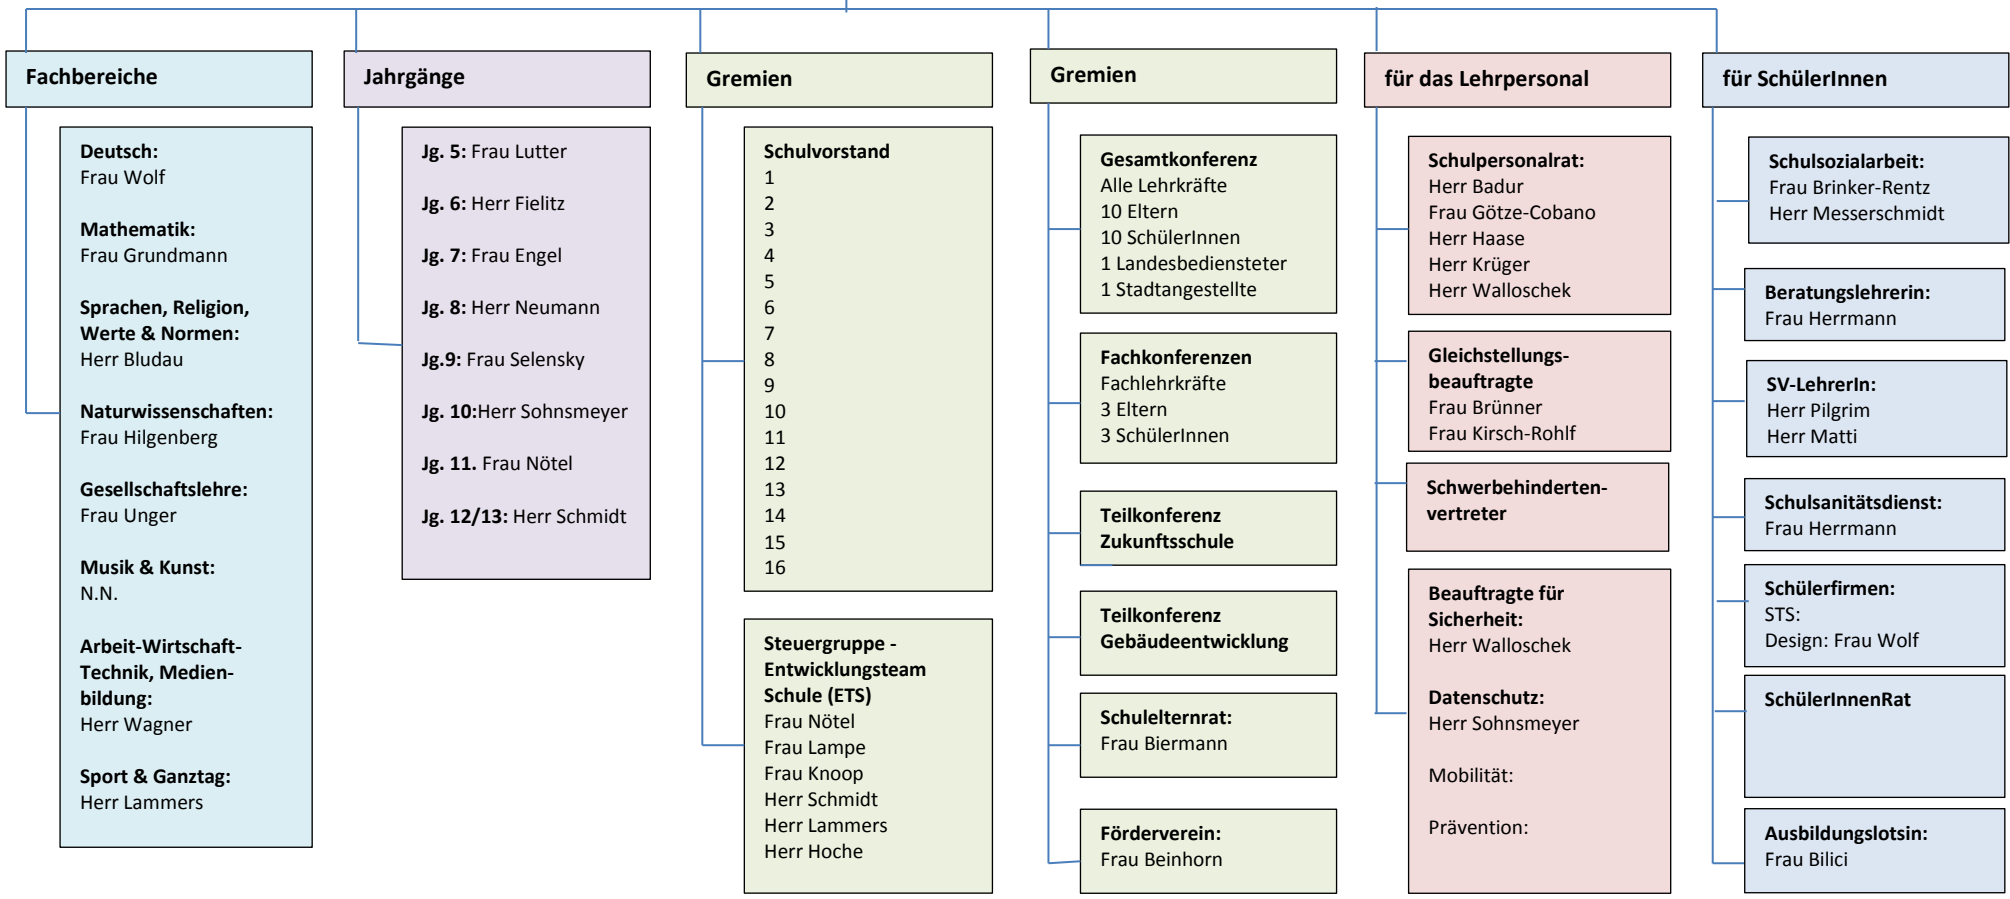 Fachbereiche
Deutsch:
Frau Wolf
Mathematik:
Frau Grundmann
Sprachen, Religion,
Werte & Normen:
Herr Bludau
Naturwissenschaften:
Frau Hilgenberg
Gesellschaftslehre:
Frau Unger
Musik & Kunst:
N.N.
Arbeit-Wirtschaft-
Technik, Medien-
bildung:
Herr Wagner
Sport & Ganztag:
Herr Lammers
Jahrgänge
Jg. 5: Frau Lutter
Jg. 6: Herr Fielitz
Jg. 7: Frau Engel
Jg. 8: Herr Neumann
Jg.9: Frau Selensky
Jg. 10:Herr Sohnsmeyer
Jg. 11. Frau Nötel
Jg. 12/13: Herr Schmidt
Gremien
Schulvorstand
1
2
3
4
5
6
7
8
9
10
11
12
13
14
15
16
Steuergruppe -
Entwicklungsteam
Schule (ETS)
Frau Nötel
Frau Lampe
Frau Knoop
Herr Schmidt
Herr Lammers
Herr Hoche
Gremien
Gesamtkonferenz
Alle Lehrkräfte
10 Eltern
10 SchülerInnen
1 Landesbediensteter
1 Stadtangestellte
Fachkonferenzen
Fachlehrkräfte
3 Eltern
3 SchülerInnen
Teilkonferenz
Zukunftsschule
Teilkonferenz
Gebäudeentwicklung
Schulelternrat:
Frau Biermann
Förderverein:
Frau Beinhorn
für das Lehrpersonal
Schulpersonalrat:
Herr Badur
Frau Götze-Cobano
Herr Haase
Herr Krüger
Herr Walloschek
Gleichstellungs-
beauftragte
Frau Brünner
Frau Kirsch-Rohlf
Schwerbehinderten-
vertreter
Beauftragte für
Sicherheit:
Herr Walloschek
Datenschutz:
Herr Sohnsmeyer
Mobilität:
Prävention:
für SchülerInnen
Schulsozialarbeit:
Frau Brinker-Rentz
Herr Messerschmidt
Beratungslehrerin:
Frau Herrmann
SV-LehrerIn:
Herr Pilgrim
Herr Matti
Schulsanitätsdienst:
Frau Herrmann
Schülerfirmen:
STS:
Design: Frau Wolf
SchülerInnenRat
Ausbildungslotsin:
Frau Bilici